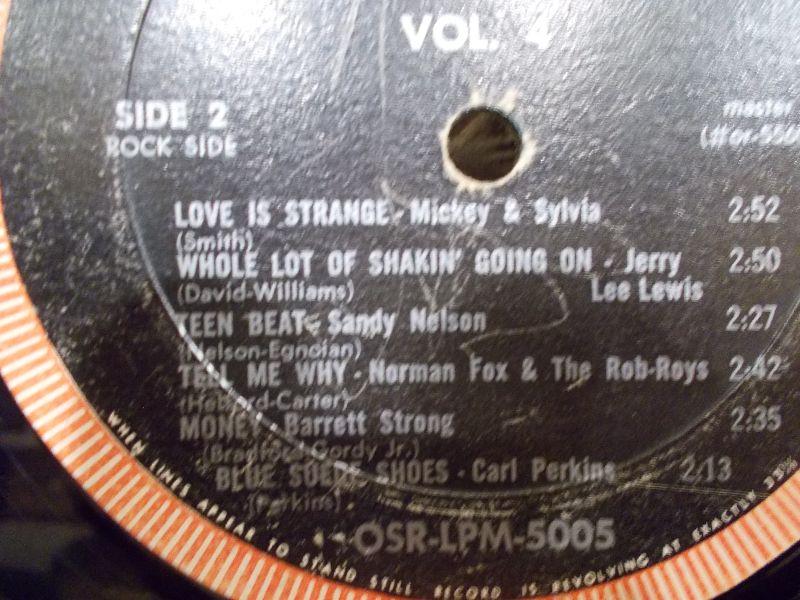 VOL. 4
SIDE 2
ROCK SIDE
master
LOVE IS STRANGE - Mickey & Sylvia 2:52
(Smith)
WHOLE LOT OF SHAKIN' GOING ON - Jerry Lee Lewis 2:50
(David-Williams)
TEEN BEAT - Sandy Nelson 2:27
(Nelson-Egnoian)
TELL ME WHY - Norman Fox & The Rob-Roys 2:42
MONEY - Barrett Strong 2:35
(Bradford-Gordy Jr.)
BLUE SUEDE SHOES - Carl Perkins 2:13
(Perkins)
OSR-LPM-5005
WHEN LINES APPEAR TO STAND STILL, RECORD IS REVOLVING AT EXACTLY 33⅓